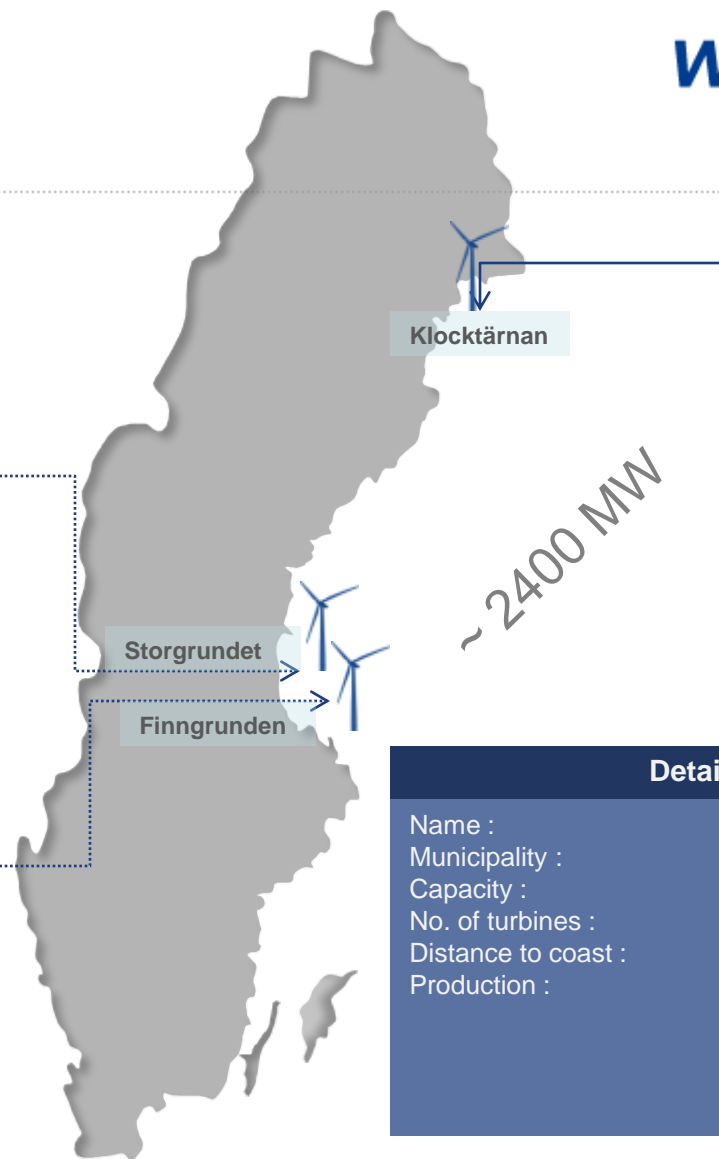 Klocktärnan
~ 2400 MW
Storgrundet
Finngrunden
Name :
Municipality :
Capacity :
No. of turbines :
Distance to coast :
Production :